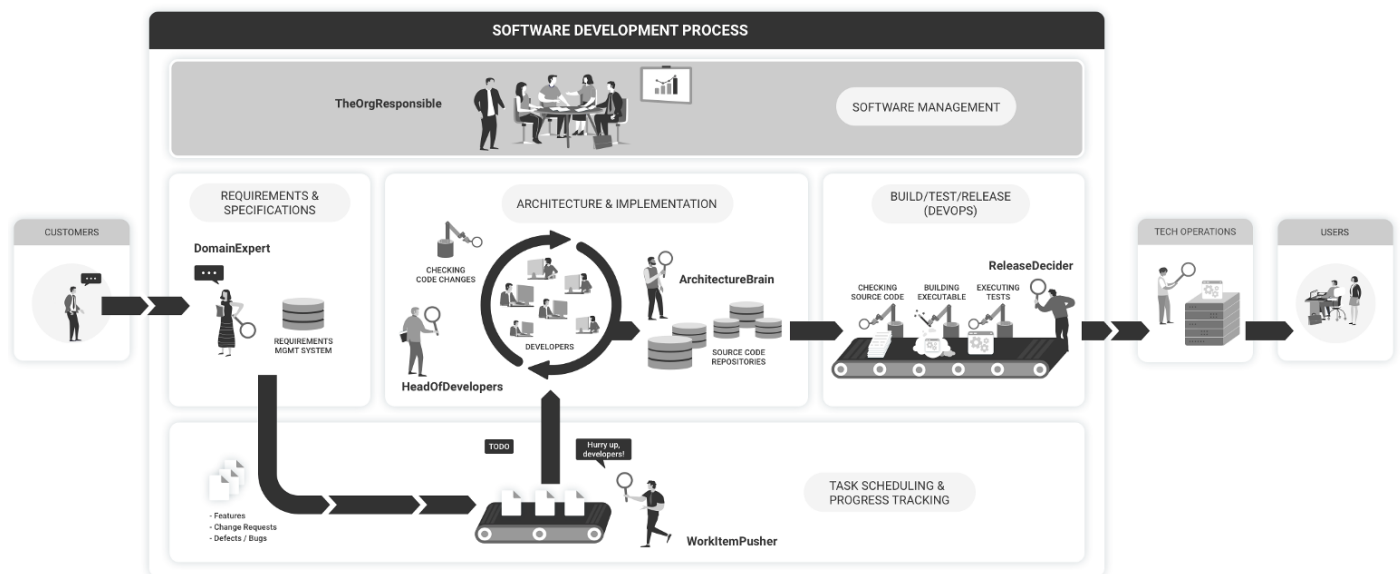 SOFTWARE DEVELOPMENT PROCESS
TheOrgResponsible
SOFTWARE MANAGEMENT
CUSTOMERS
REQUIREMENTS &
SPECIFICATIONS
DomainExpert
REQUIREMENTS
MGMT SYSTEM
ARCHITECTURE & IMPLEMENTATION
CHECKING
CODE CHANGES
HeadOfDevelopers
DEVELOPERS
ArchitectureBrain
SOURCE CODE
REPOSITORIES
BUILD/TEST/RELEASE
(DEVOPS)
ReleaseDecider
CHECKING
SOURCE CODE
BUILDING
EXECUTABLE
EXECUTING
TESTS
TECH OPERATIONS
USERS
- Features
- Change Requests
- Defects / Bugs
TODO
Hurry up,
developers!
WorkItemPusher
TASK SCHEDULING &
PROGRESS TRACKING